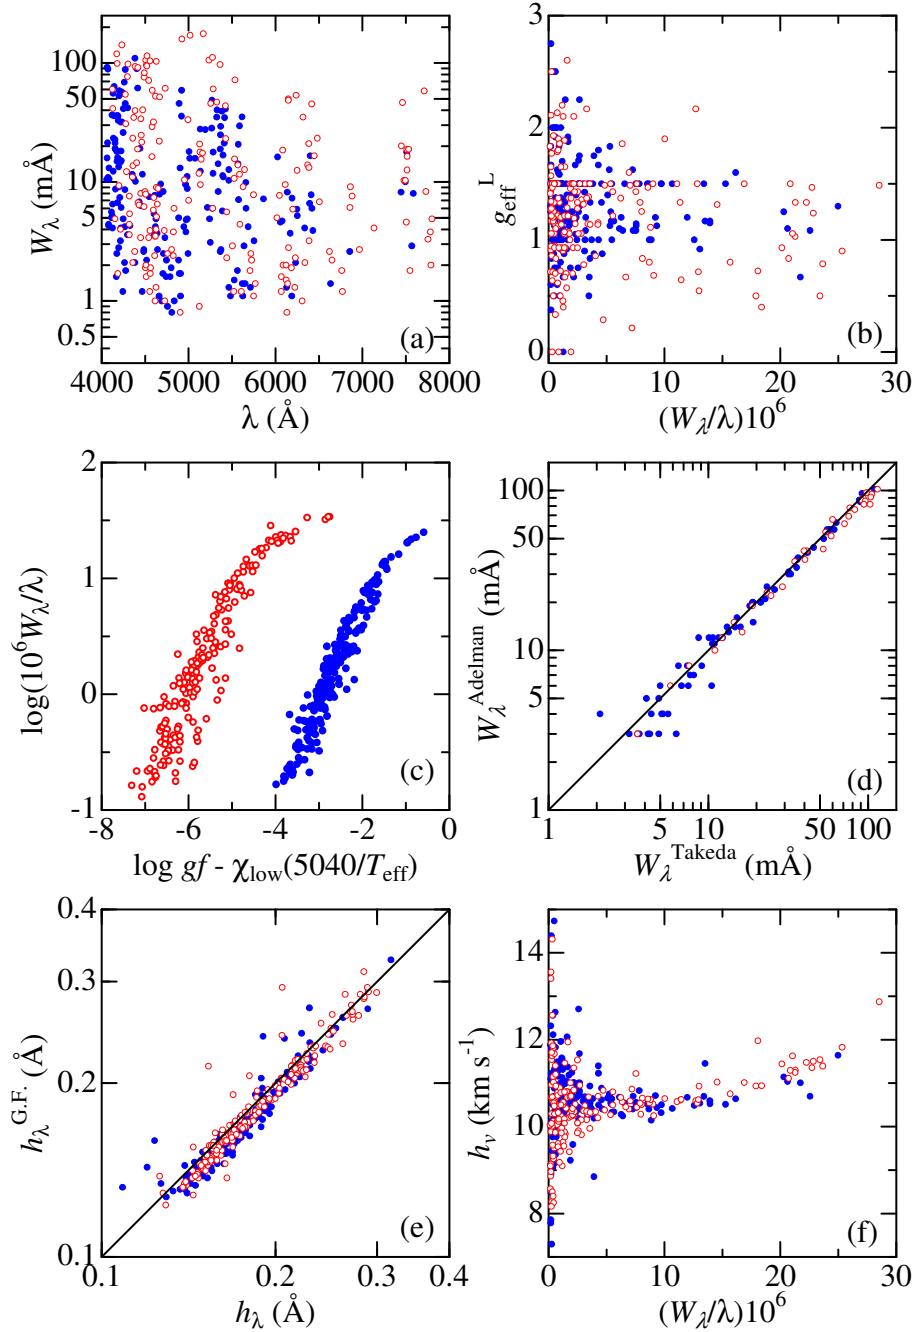 100
50
10
5
1
0.5
W_λ (mÅ)
(a)
4000 5000 6000 7000 8000
λ (Å)
3
2
1
0
g_eff^L
(b)
0 10 20 30
(W_λ/λ)10^6
2
1
0
-1
log(10^6W_λ/λ)
(c)
-8 -6 -4 -2 0
log gf - χ_low(5040/T_eff)
100
50
10
5
1
W_λ^Adelman (mÅ)
(d)
1 5 10 50 100
W_λ^Takeda (mÅ)
0.4
0.3
0.2
0.1
h_λ^G.F. (Å)
(e)
0.1 0.2 0.3 0.4
h_λ (Å)
14
12
10
8
h_v (km s^-1)
(f)
0 10 20 30
(W_λ/λ)10^6